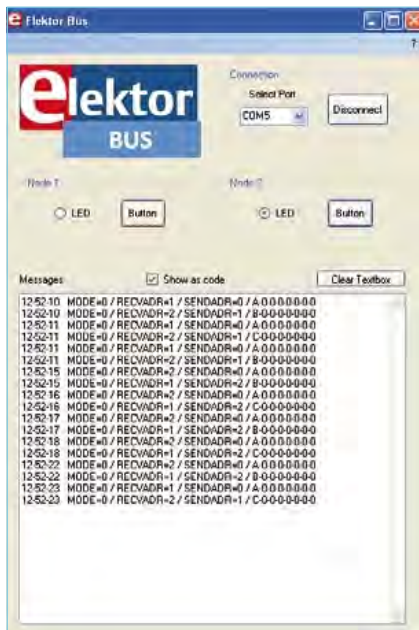 Elektor Bus
?
elektor
BUS
Connection
Select Port
COM5
Disconnect
Node 1
Node 2
LED
Button
LED
Button
Messages
Show as code
Clear Textbox
12-52-10 MODE=0 / RECVADR=1 / SENDADR=0 / A-0-0-0-0-0-0-0
12-52-10 MODE=0 / RECVADR=2 / SENDADR=1 / B-0-0-0-0-0-0-0
12-52-11 MODE=0 / RECVADR=1 / SENDADR=0 / A-0-0-0-0-0-0-0
12-52-11 MODE=0 / RECVADR=2 / SENDADR=1 / C-0-0-0-0-0-0-0
12-52-11 MODE=0 / RECVADR=1 / SENDADR=0 / A-0-0-0-0-0-0-0
12-52-11 MODE=0 / RECVADR=2 / SENDADR=1 / B-0-0-0-0-0-0-0
12-52-15 MODE=0 / RECVADR=2 / SENDADR=0 / A-0-0-0-0-0-0-0
12-52-15 MODE=0 / SENDADR=2 / B-0-0-0-0-0-0-0
12-52-16 MODE=0 / RECVADR=2 / SENDADR=0 / A-0-0-0-0-0-0-0
12-52-16 MODE=0 / RECVADR=1 / SENDADR=2 / C-0-0-0-0-0-0-0
12-52-17 MODE=0 / RECVADR=2 / SENDADR=0 / A-0-0-0-0-0-0-0
12-52-17 MODE=0 / RECVADR=1 / SENDADR=2 / B-0-0-0-0-0-0-0
12-52-18 MODE=0 / RECVADR=2 / SENDADR=0 / A-0-0-0-0-0-0-0
12-52-18 MODE=0 / RECVADR=1 / SENDADR=2 / C-0-0-0-0-0-0-0
12-52-22 MODE=0 / RECVADR=2 / A-0-0-0-0-0-0-0
12-52-22 MODE=0 / RECVADR=1 / SENDADR=2 / B-0-0-0-0-0-0-0
12-52-23 MODE=0 / SENDADR=0 / A-0-0-0-0-0-0-0
12-52-23 MODE=0 / RECVADR=2 / SENDADR=1 / C-0-0-0-0-0-0-0